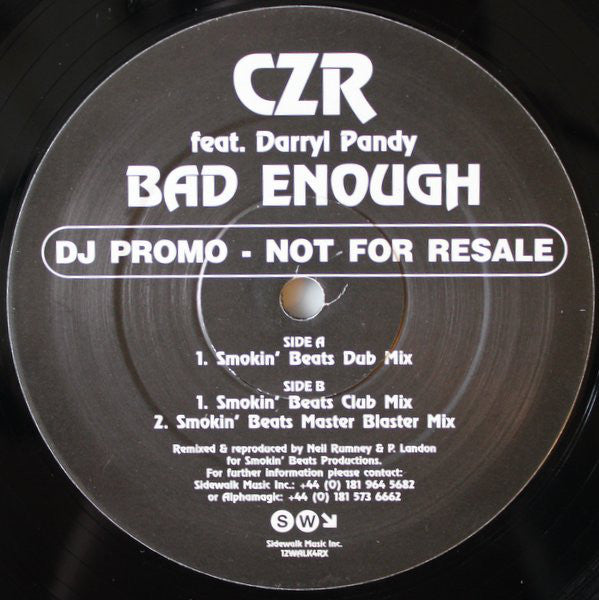 CZR
feat. Darryl Pandy
BAD ENOUGH
DJ PROMO - NOT FOR RESALE
SIDE A
1. Smokin' Beats Dub Mix
SIDE B
1. Smokin' Beats Club Mix
2. Smokin' Beats Master Blaster Mix
Remixed & reproduced by Neil Rumney & P. Landon
for Smokin' Beats Productions.
For further information please contact:
Sidewalk Music Inc.: +44 (0) 181 964 5682
or Alphamagic: +44 (0) 181 573 6662
SW
Sidewalk Music Inc.
12WALK4RX